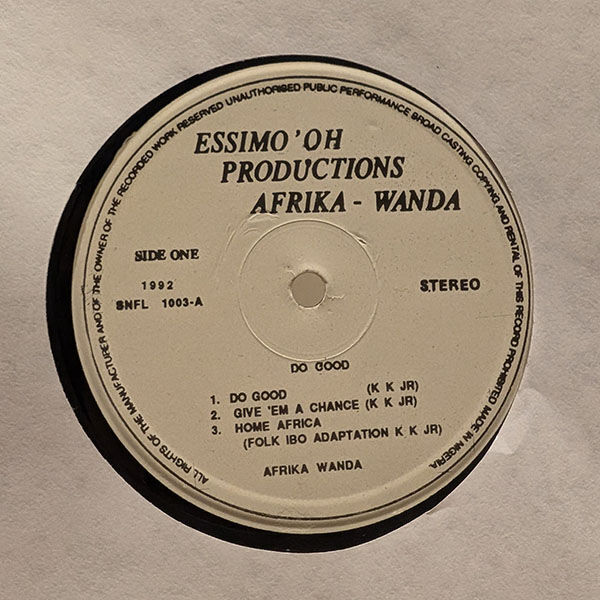 ALL RIGHTS OF THE MANUFACTURER AND OF THE OWNER OF THE RECORDED WORK RESERVED UNAUTHORISED PUBLIC PERFORMANCE BROAD CASTING COPYING AND RENTAL OF THIS RECORD PROHIBITED MADE IN NIGERIA.
ESSIMO 'OH
PRODUCTIONS
AFRIKA - WANDA
SIDE ONE
1992
SNFL 1003-A
STEREO
DO GOOD
1. DO GOOD (K K JR)
2. GIVE 'EM A CHANCE (K K JR)
3. HOME AFRICA
(FOLK IBO ADAPTATION K K JR)
AFRIKA WANDA